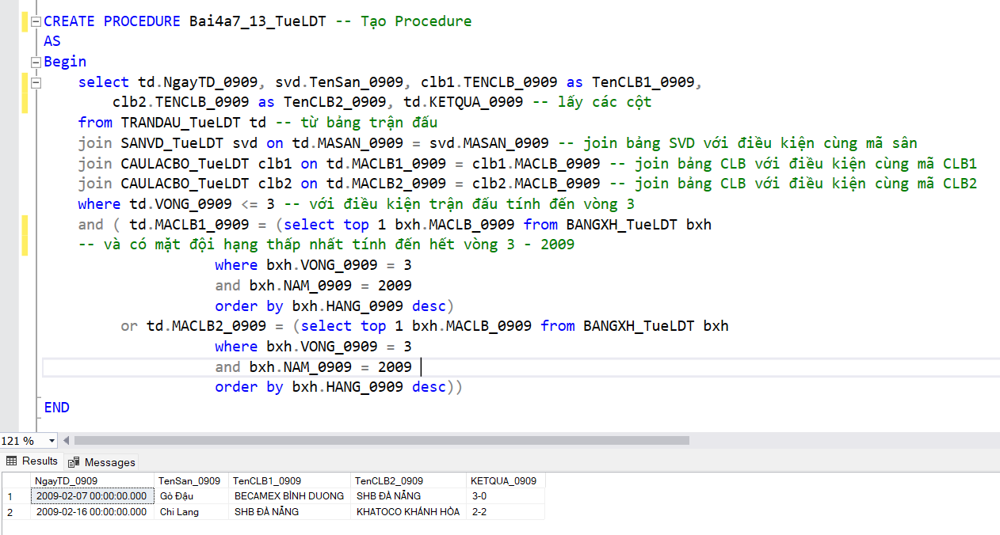 CREATE PROCEDURE Bai4a7_13_TueLDT -- Tạo Procedure
AS
Begin
select td.NgayTD_0909, svd.TenSan_0909, clb1.TENCLB_0909 as TenCLB1_0909,
clb2.TENCLB_0909 as TenCLB2_0909, td.KETQUA_0909 -- lấy các cột
from TRANDAU_TueLDT td -- từ bảng trận đấu
join SANVD_TueLDT svd on td.MASAN_0909 = svd.MASAN_0909 -- join bảng SVD với điều kiện cùng mã sân
join CAULACBO_TueLDT clb1 on td.MACLB1_0909 = clb1.MACLB_0909 -- join bảng CLB với điều kiện cùng mã CLB1
join CAULACBO_TueLDT clb2 on td.MACLB2_0909 = clb2.MACLB_0909 -- join bảng CLB với điều kiện cùng mã CLB2
where td.VONG_0909 <= 3 -- với điều kiện trận đấu tính đến vòng 3
and ( td.MACLB1_0909 = (select top 1 bxh.MACLB_0909 from BANGXH_TueLDT bxh
-- và có mặt đội hạng thấp nhất tính đến hết vòng 3 - 2009
where bxh.VONG_0909 = 3
and bxh.NAM_0909 = 2009
order by bxh.HANG_0909 desc)
or td.MACLB2_0909 = (select top 1 bxh.MACLB_0909 from BANGXH_TueLDT bxh
where bxh.VONG_0909 = 3
and bxh.NAM_0909 = 2009
order by bxh.HANG_0909 desc))
END
121 %
Results Messages
NgayTD_0909 TenSan_0909 TenCLB1_0909 TenCLB2_0909 KETQUA_0909
1 2009-02-07 00:00:00.000 Gò Đậu BECAMEX BÌNH DUONG SHB ĐÀ NẴNG 3-0
2 2009-02-16 00:00:00.000 Chi Lang SHB ĐÀ NẴNG KHATOCO KHÁNH HÒA 2-2